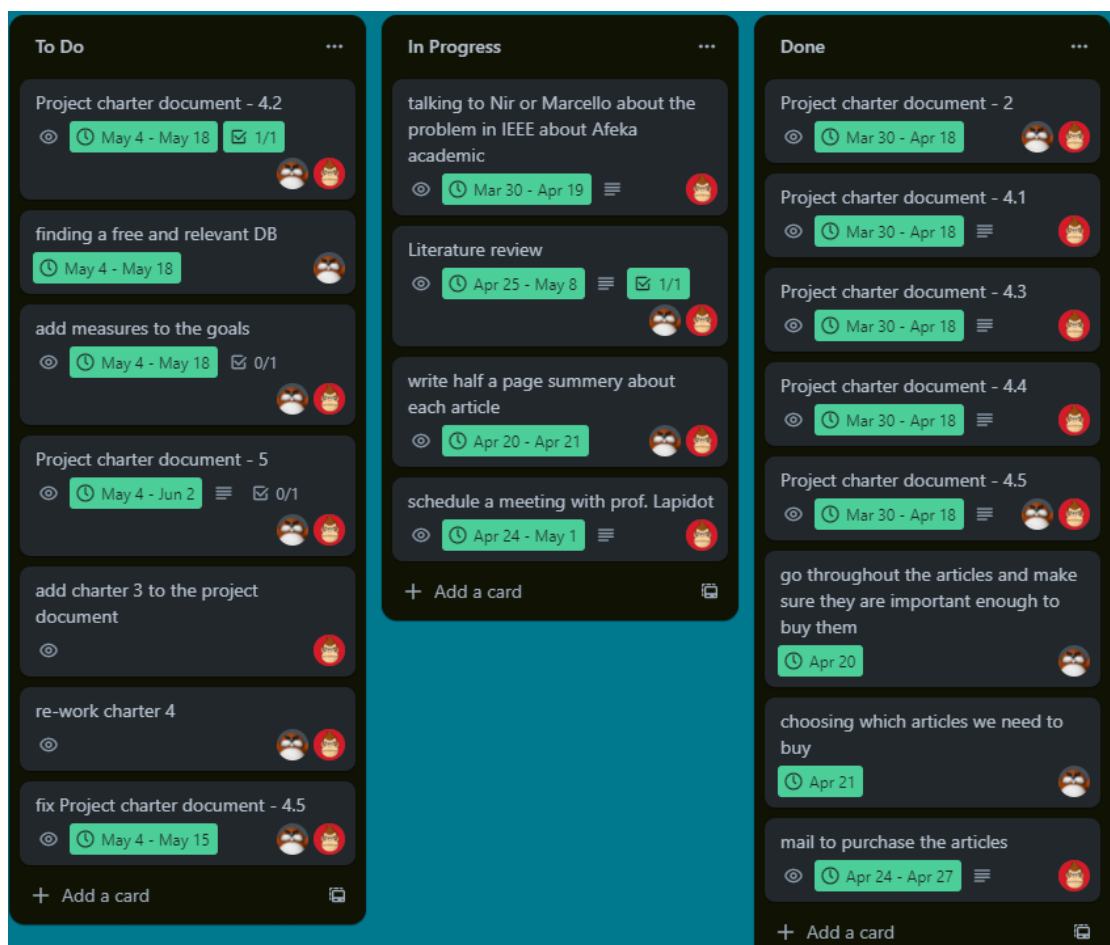 To Do
Project charter document - 4.2
May 4 - May 18
1/1
finding a free and relevant DB
May 4 - May 18
add measures to the goals
May 4 - May 18
0/1
Project charter document - 5
May 4 - Jun 2
0/1
add charter 3 to the project
document
re-work charter 4
fix Project charter document - 4.5
May 4 - May 15
+ Add a card
In Progress
talking to Nir or Marcello about the
problem in IEEE about Afeka
academic
Mar 30 - Apr 19
Literature review
Apr 25 - May 8
1/1
write half a page summery about
each article
Apr 20 - Apr 21
schedule a meeting with prof. Lapidot
Apr 24 - May 1
+ Add a card
Done
Project charter document - 2
Mar 30 - Apr 18
Project charter document - 4.1
Mar 30 - Apr 18
Project charter document - 4.3
Mar 30 - Apr 18
Project charter document - 4.4
Mar 30 - Apr 18
Project charter document - 4.5
Mar 30 - Apr 18
go throughout the articles and make
sure they are important enough to
buy them
Apr 20
choosing which articles we need to
buy
Apr 21
mail to purchase the articles
Apr 24 - Apr 27
+ Add a card